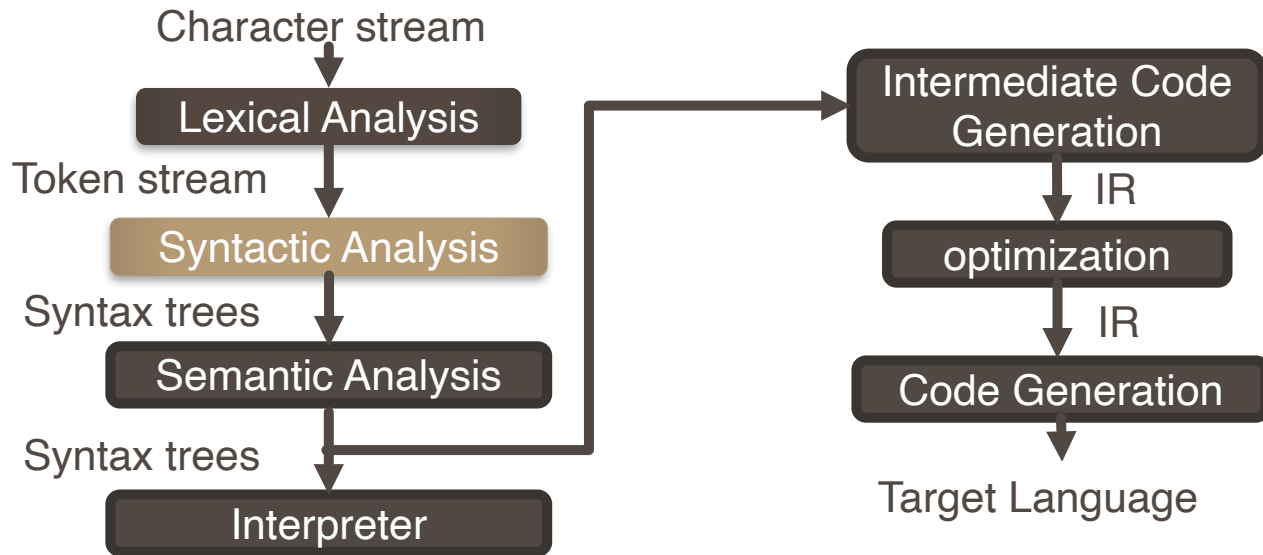 Character stream
Lexical Analysis
Token stream
Syntactic Analysis
Syntax trees
Semantic Analysis
Syntax trees
Interpreter
Intermediate Code
Generation
IR
optimization
IR
Code Generation
Target Language